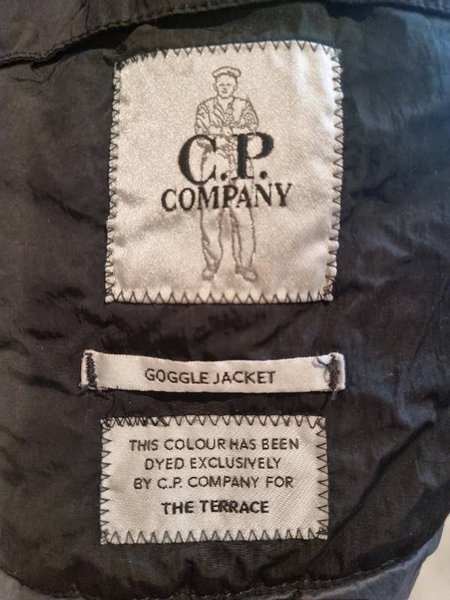 C.P.
COMPANY
GOGGLE JACKET
THIS COLOUR HAS BEEN
DYED EXCLUSIVELY
BY C.P. COMPANY FOR
THE TERRACE